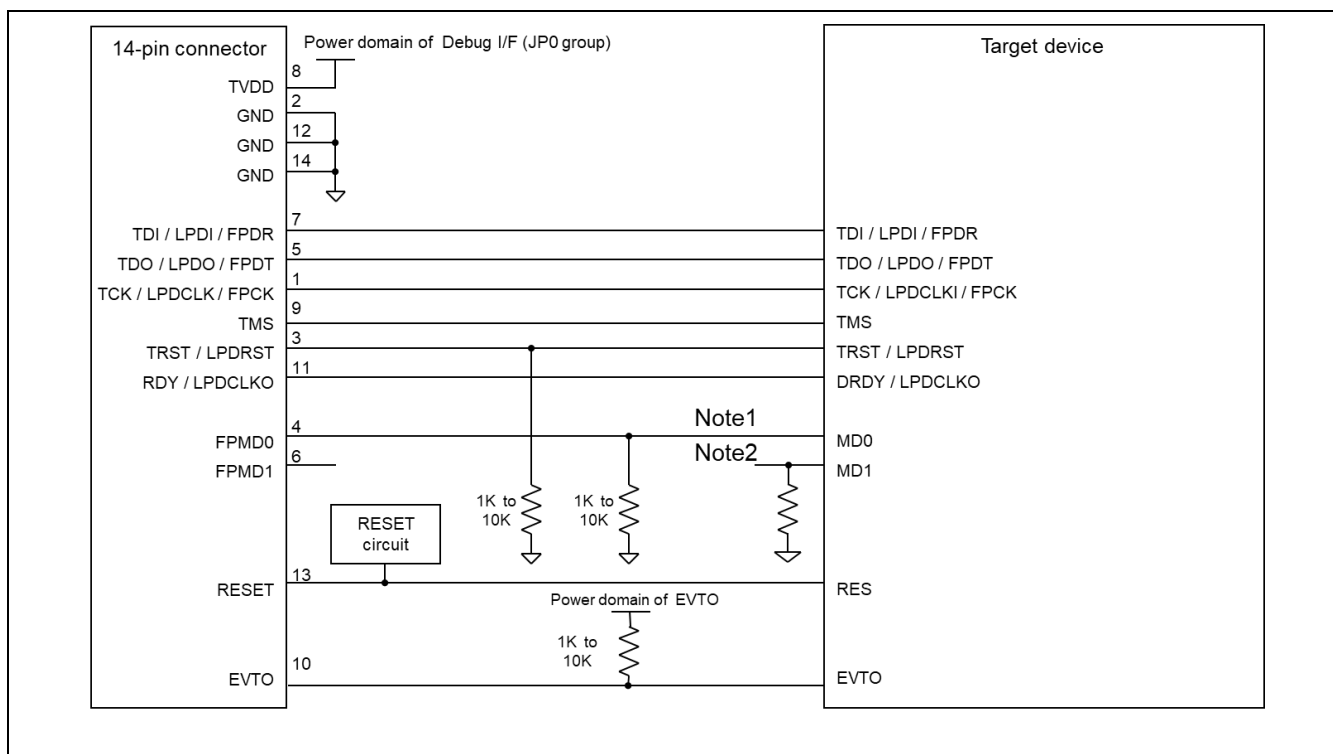 14-pin connector
Power domain of Debug I/F (JP0 group)
Target device
8
TVDD
2
GND
12
GND
14
GND
7
TDI / LPDI / FPDR
TDI / LPDI / FPDR
5
TDO / LPDO / FPDT
TDO / LPDO / FPDT
1
TCK / LPDCLK / FPCK
TCK / LPDCLKI / FPCK
9
TMS
TMS
3
TRST / LPDRST
TRST / LPDRST
11
RDY / LPDCLKO
DRDY / LPDCLKO
Note1
4
FPMD0
MD0
Note2
6
FPMD1
MD1
1K to
10K
1K to
10K
RESET
circuit
13
RESET
RES
Power domain of EVTO
1K to
10K
10
EVTO
EVTO